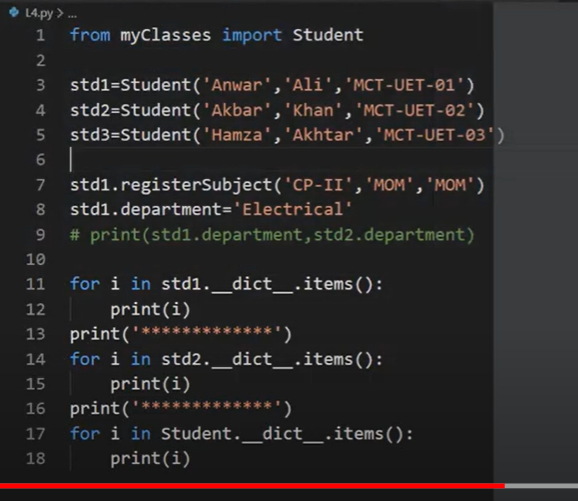 L4.py > ...
1 from myClasses import Student
2
3 std1=Student('Anwar','Ali','MCT-UET-01')
4 std2=Student('Akbar','Khan','MCT-UET-02')
5 std3=Student('Hamza','Akhtar','MCT-UET-03')
6
7 std1.registerSubject('CP-II','MOM','MOM')
8 std1.department='Electrical'
9 # print(std1.department,std2.department)
10
11 for i in std1.__dict__.items():
12     print(i)
13 print('*************')
14 for i in std2.__dict__.items():
15     print(i)
16 print('*************')
17 for i in Student.__dict__.items():
18     print(i)